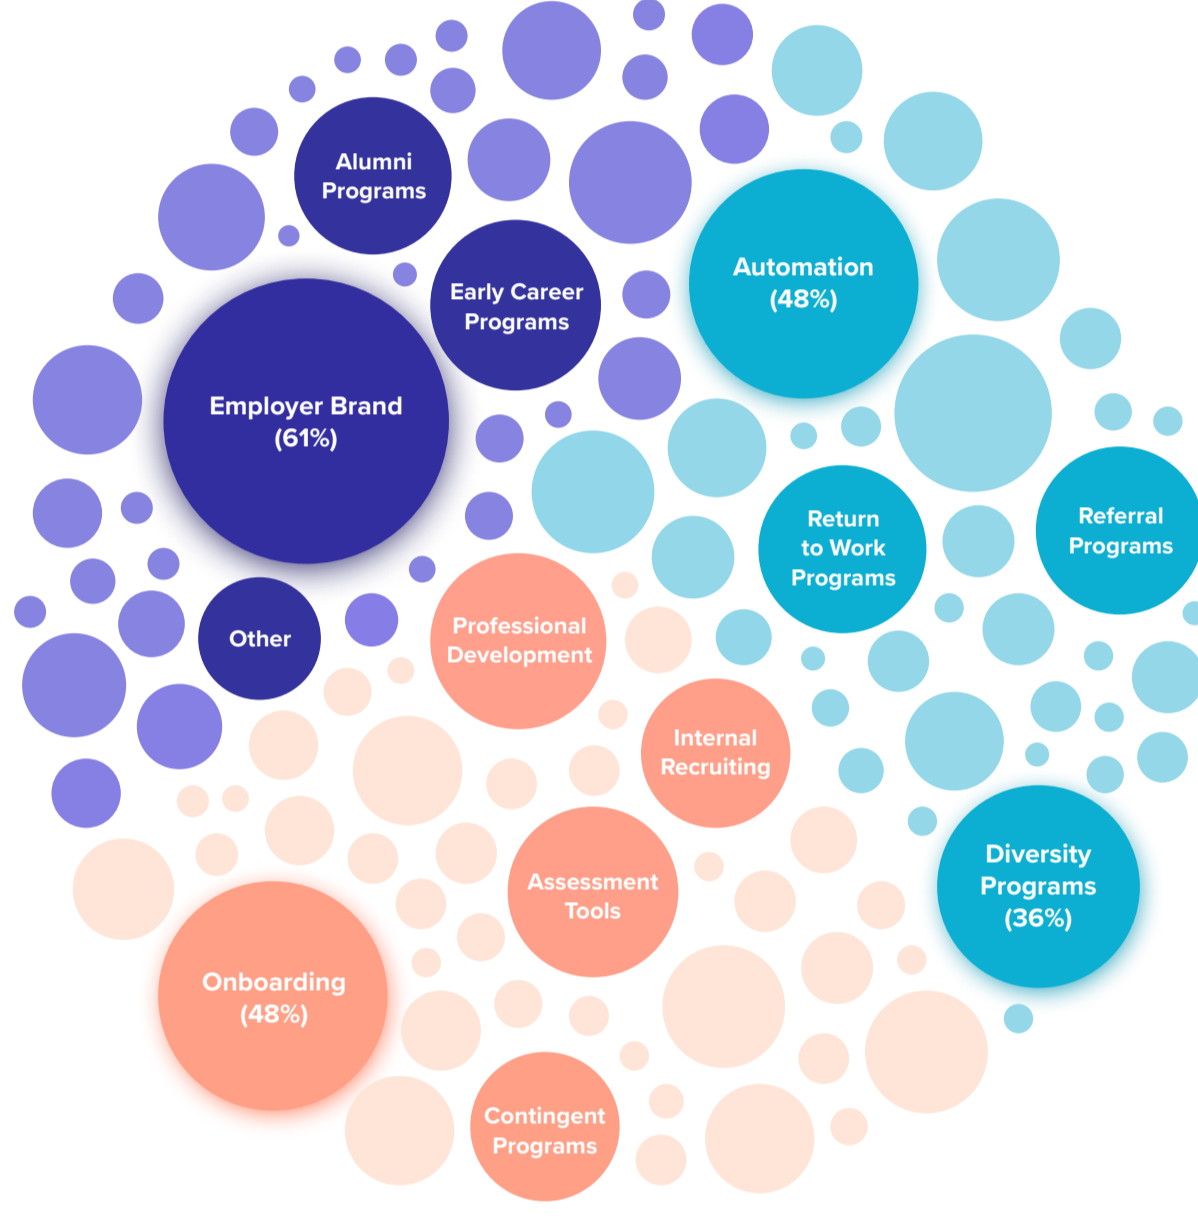 Alumni
Programs
Early Career
Programs
Automation
(48%)
Employer Brand
(61%)
Return
to Work
Programs
Referral
Programs
Other
Professional
Development
Internal
Recruiting
Assessment
Tools
Diversity
Programs
(36%)
Onboarding
(48%)
Contingent
Programs